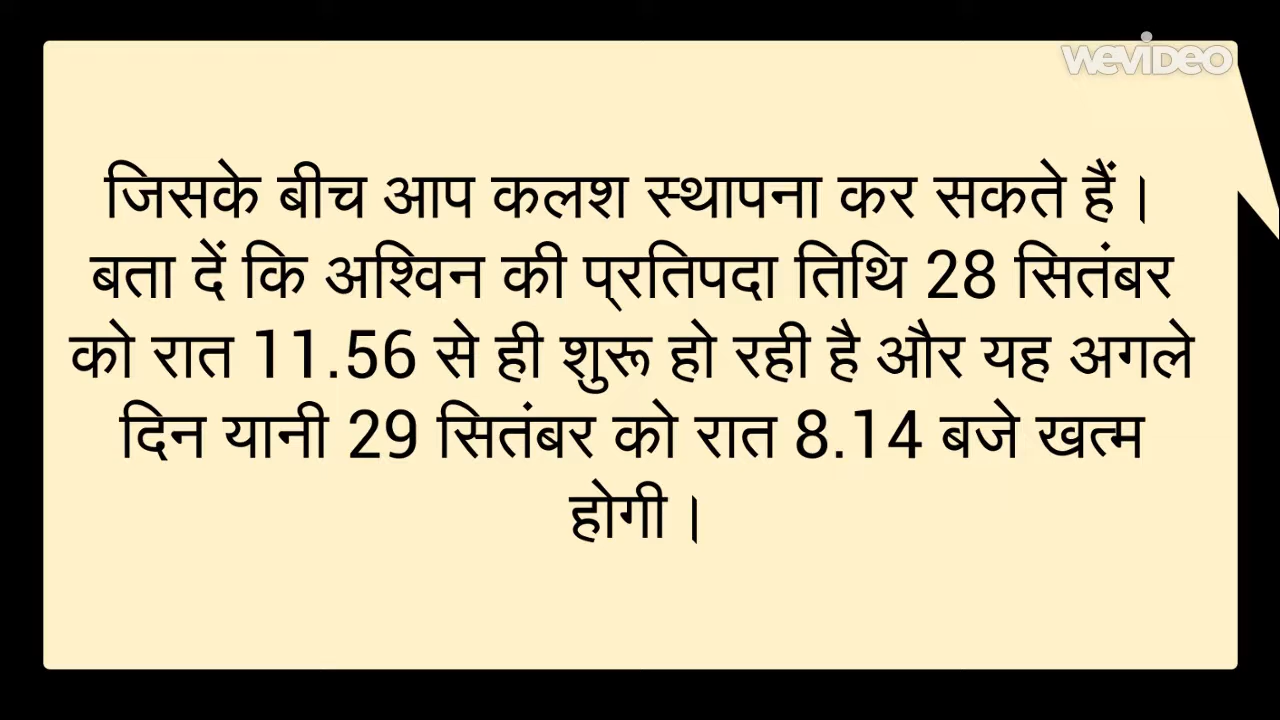 WEVIDEO
जिसके बीच आप कलश स्थापना कर सकते हैं।
बता दें कि अश्विन की प्रतिपदा तिथि 28 सितंबर
को रात 11.56 से ही शुरू हो रही है और यह अगले
दिन यानी 29 सितंबर को रात 8.14 बजे खत्म
होगी।